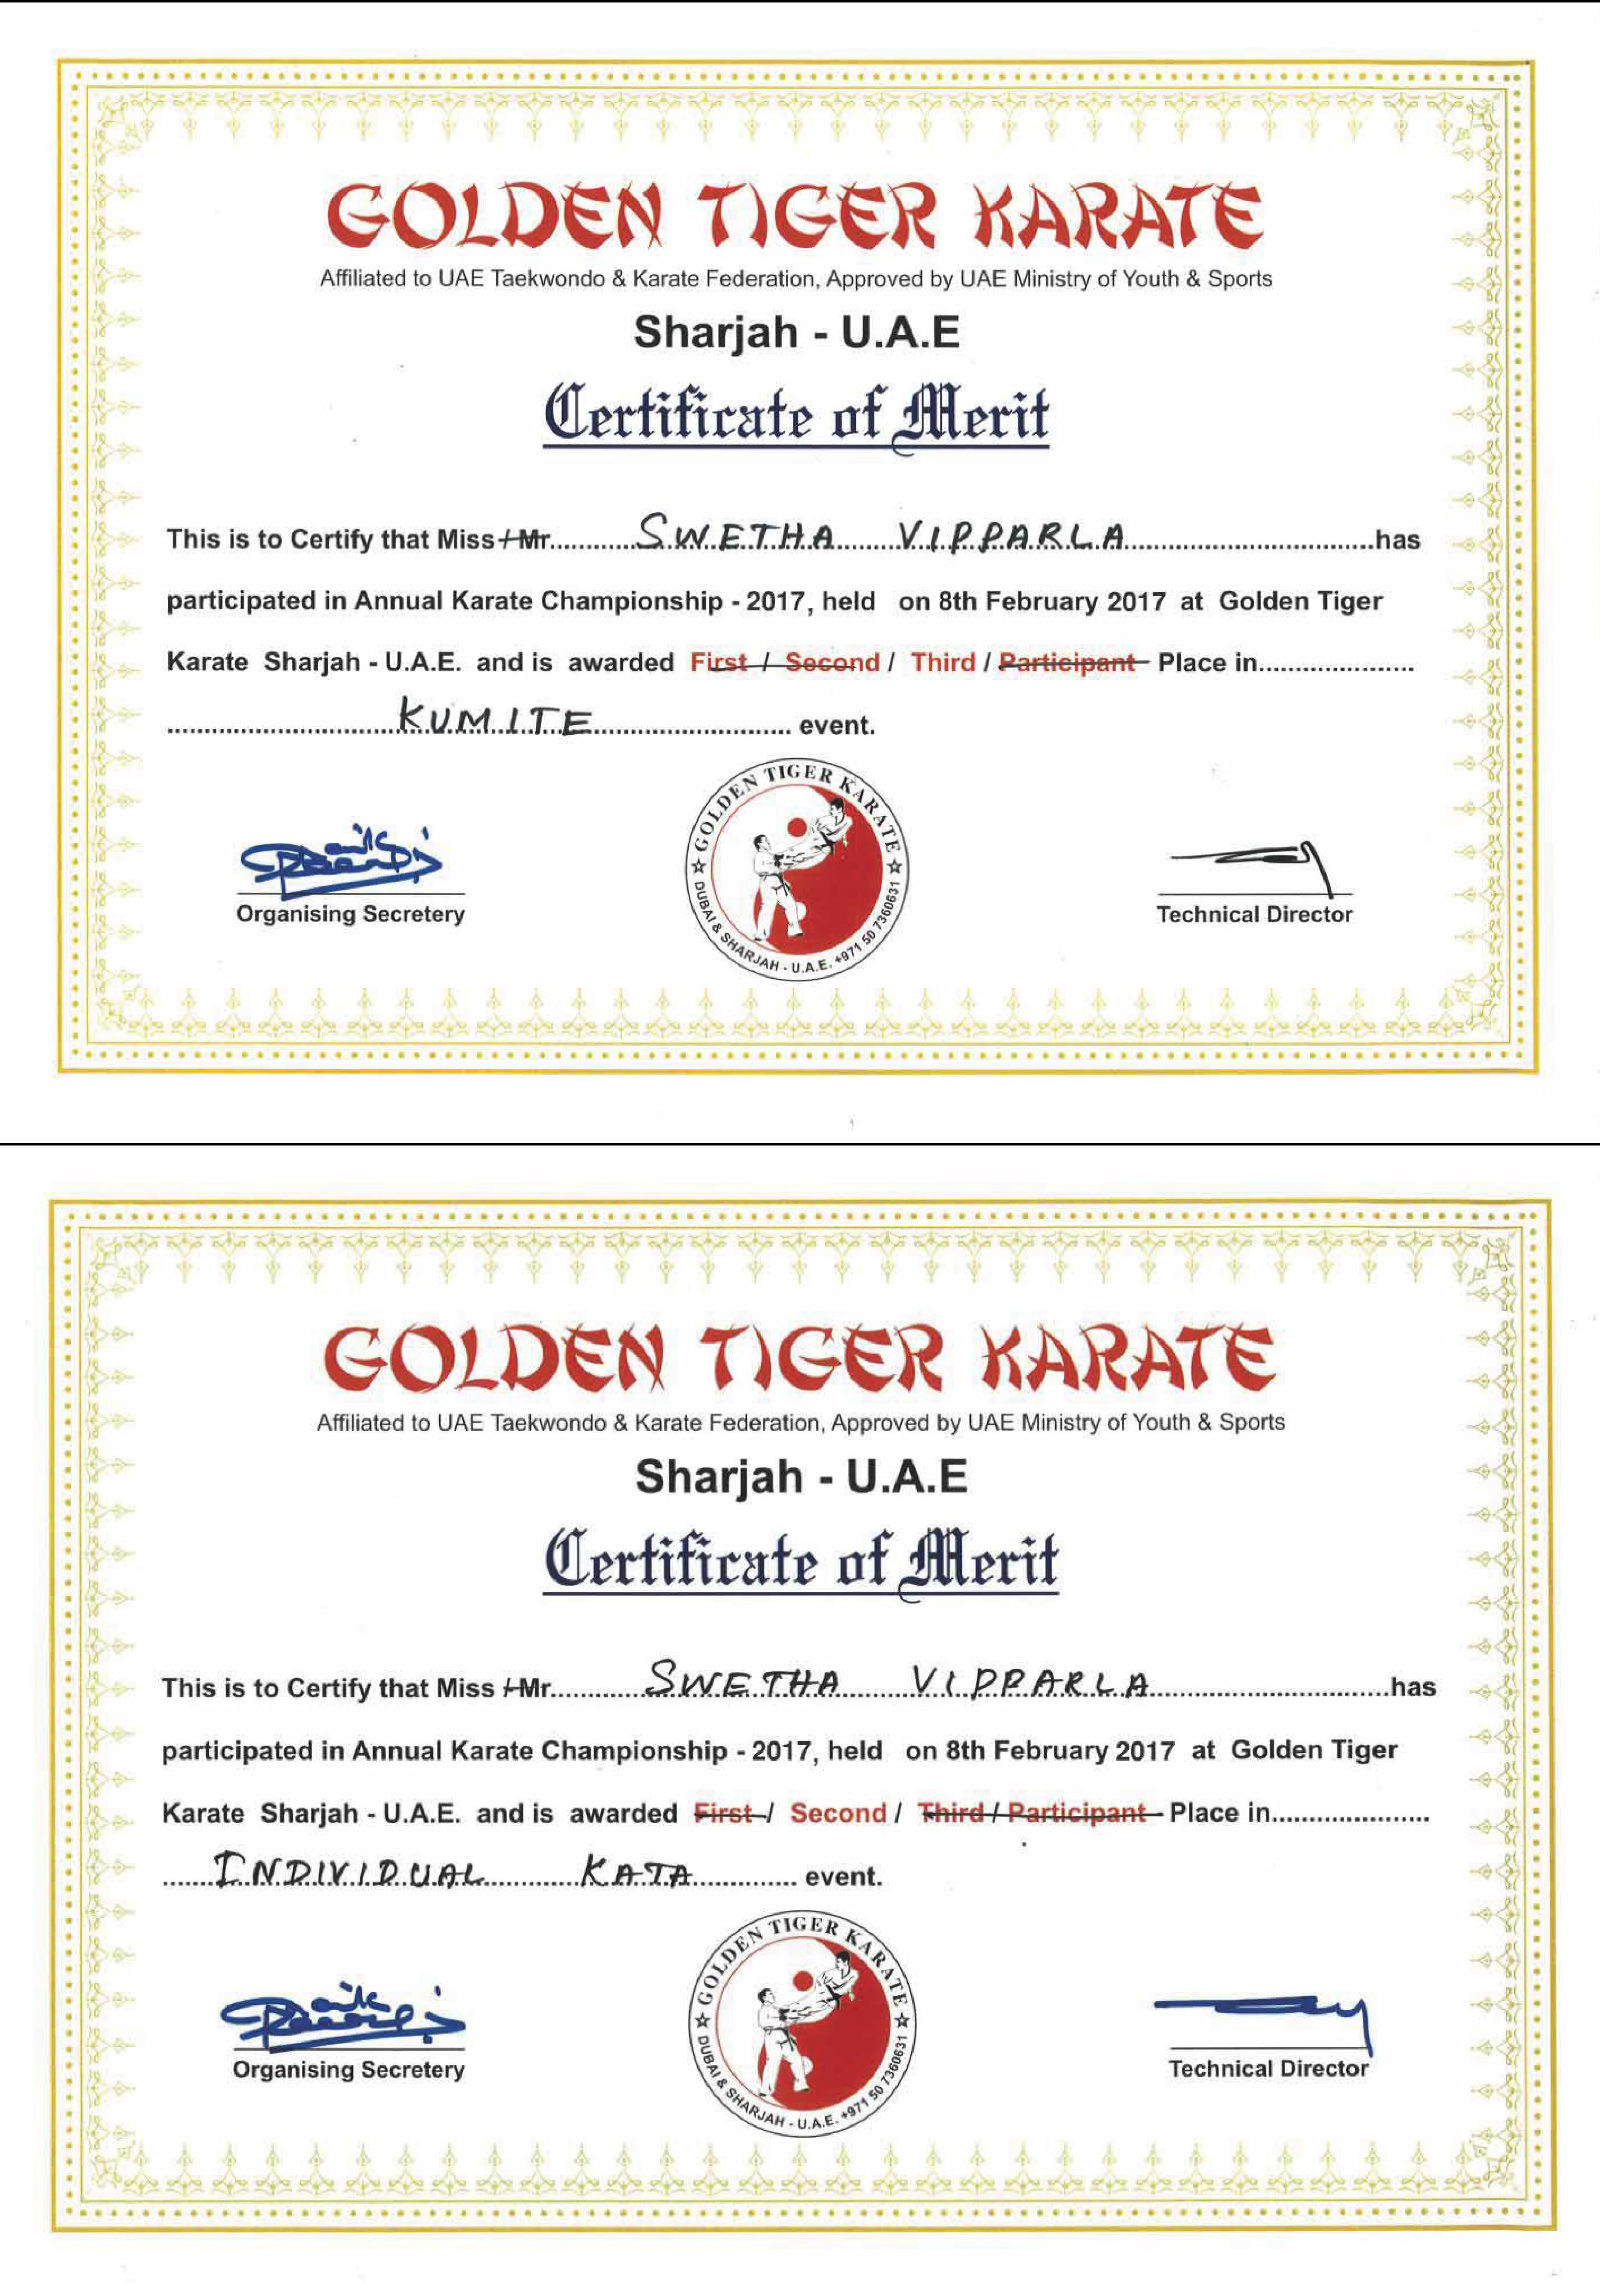 GOLDEN TIGER KARATE
Affiliated to UAE Taekwondo & Karate Federation, Approved by UAE Ministry of Youth & Sports
Sharjah - U.A.E
Certificate of Merit
This is to Certify that Miss / Mr............SWETHA........VIPPARLA..................................has
participated in Annual Karate Championship - 2017, held on 8th February 2017 at Golden Tiger
Karate Sharjah - U.A.E. and is awarded First / Second / Third / Participant Place in.....................
...............................KUMITE........................... event.
GOLDEN TIGER KARATE
DUBAI & SHARJAH - U.A.E. +971 50 7360631
Organising Secretery
Technical Director
GOLDEN TIGER KARATE
Affiliated to UAE Taekwondo & Karate Federation, Approved by UAE Ministry of Youth & Sports
Sharjah - U.A.E
Certificate of Merit
This is to Certify that Miss / Mr............SWETHA........VIPPARLA................................has
participated in Annual Karate Championship - 2017, held on 8th February 2017 at Golden Tiger
Karate Sharjah - U.A.E. and is awarded First / Second / Third / Participant Place in.....................
.......INDIVIDUAL............KATA.............. event.
GOLDEN TIGER KARATE
DUBAI & SHARJAH - U.A.E. +971 50 7360631
Organising Secretery
Technical Director